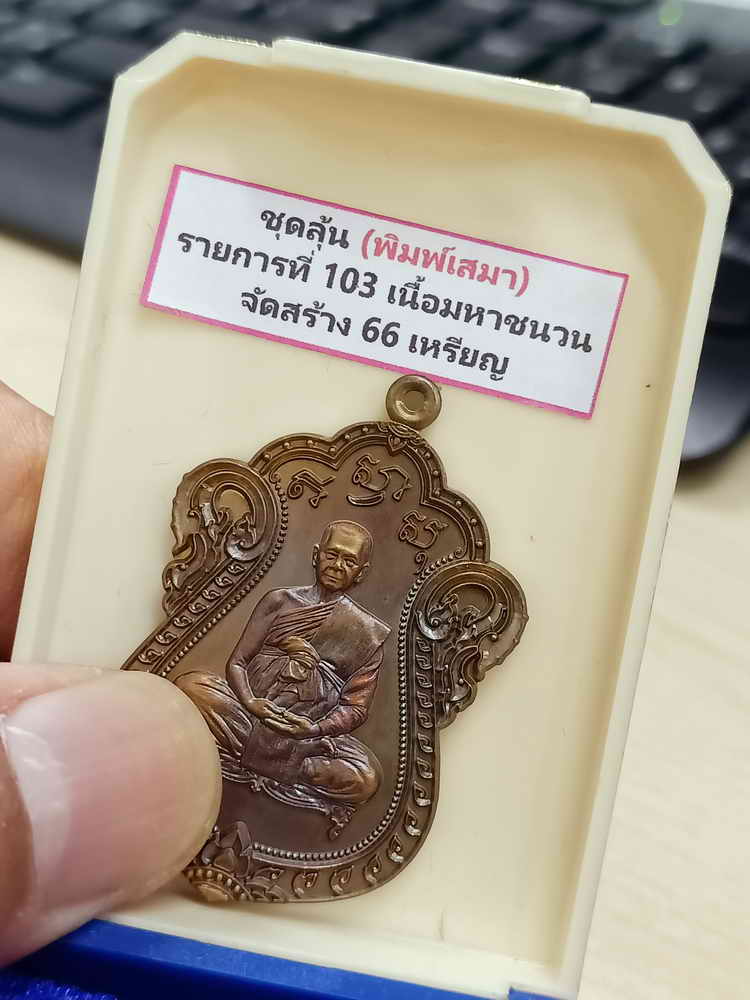 ชุดลุ้น (พิมพ์เสมา)
รายการที่ 103 เนื้อมหาชนวน
จัดสร้าง 66 เหรียญ